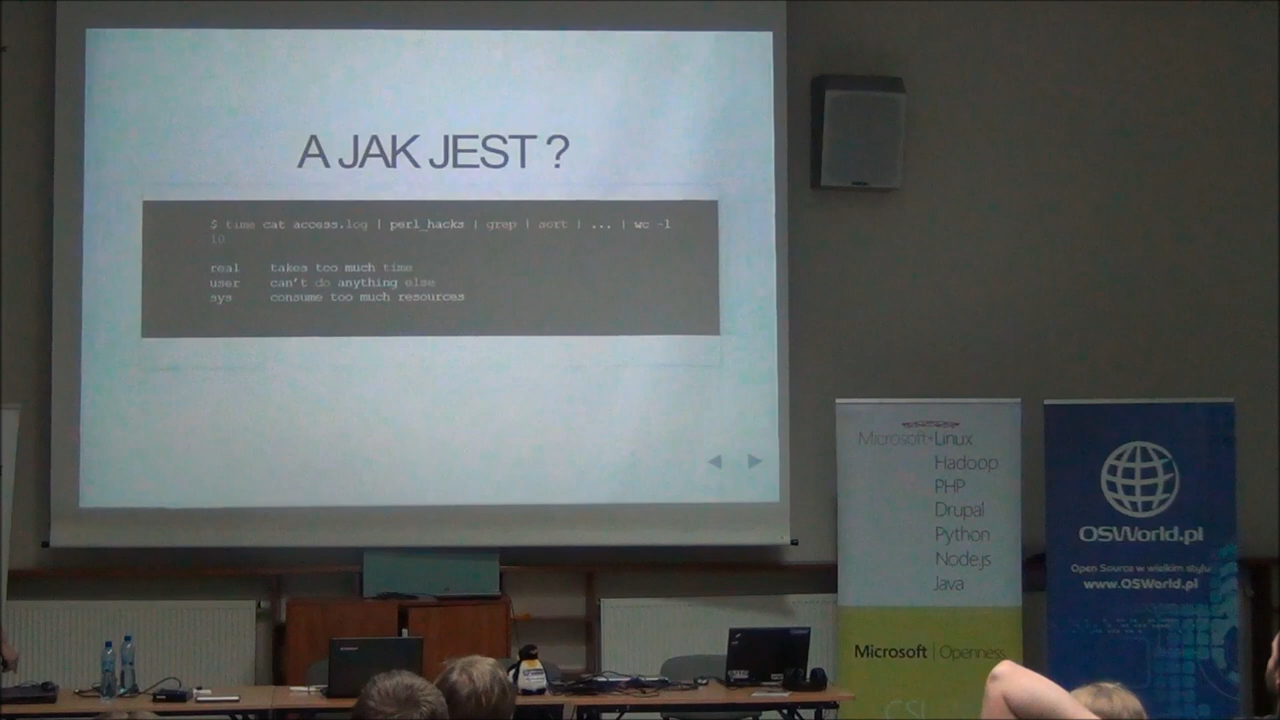 A JAK JEST ?
$ time cat access.log | perl_hacks | grep | sort | ... | wc -l
10
real takes too much time
user can't do anything else
sys consume too much resources
Microsoft+Linux
Hadoop
PHP
Drupal
Python
Node.js
Java
Microsoft | Openness
OSWorld.pl
Open Source w wielkim stylu
www.OSWorld.pl